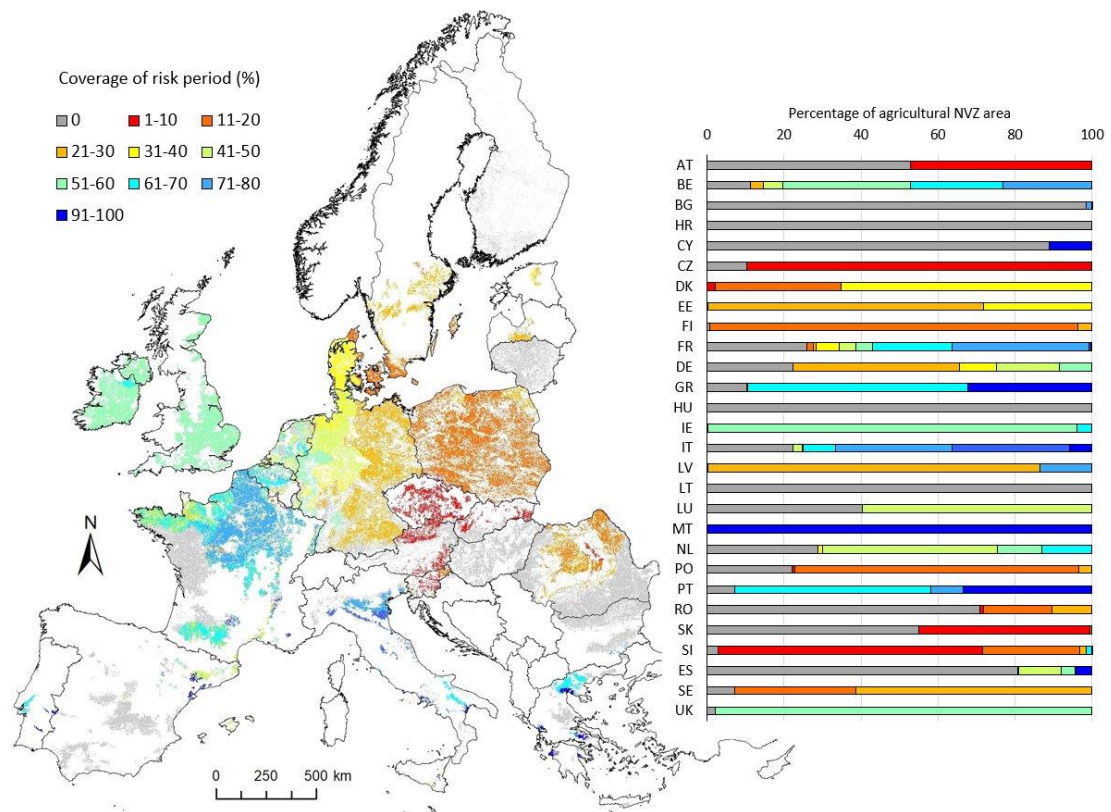 Coverage of risk period (%)
0 1-10 11-20
21-30 31-40 41-50
51-60 61-70 71-80
91-100
N
0 250 500 km
Percentage of agricultural NVZ area
0 20 40 60 80 100
AT
BE
BG
HR
CY
CZ
DK
EE
FI
FR
DE
GR
HU
IE
IT
LV
LT
LU
MT
NL
PO
PT
RO
SK
SI
ES
SE
UK